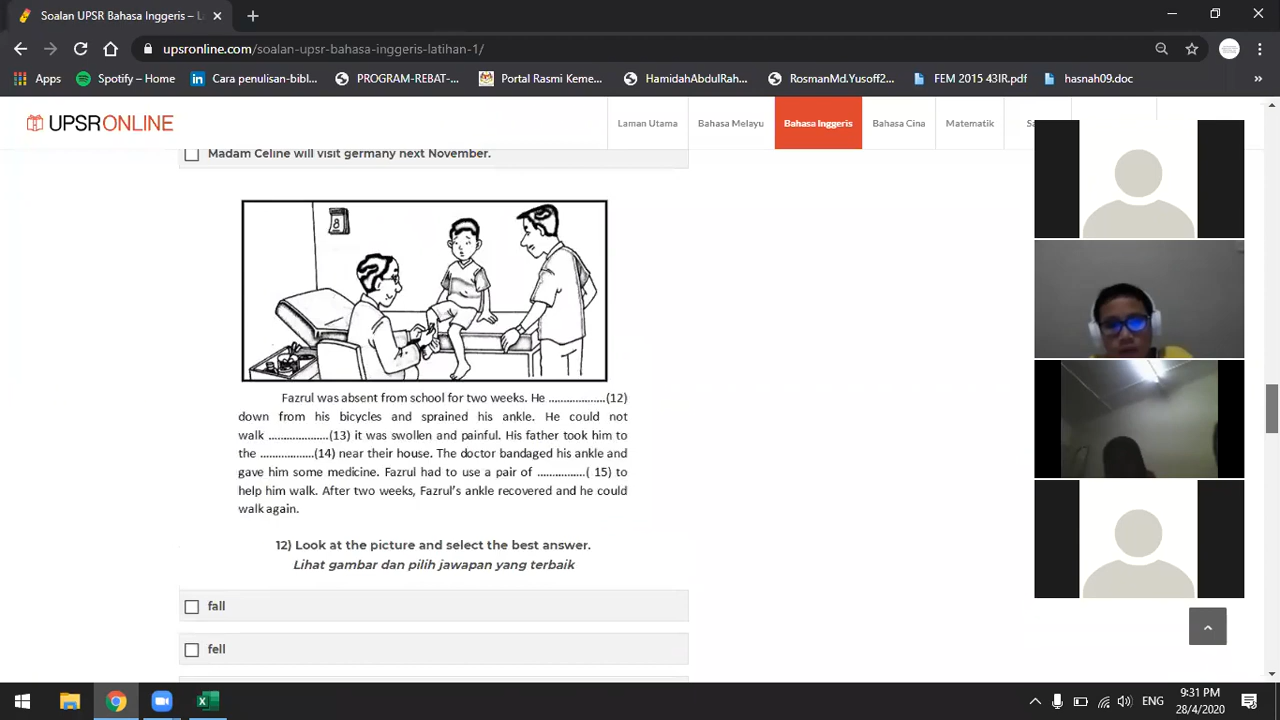 Soalan UPSR Bahasa Inggeris – L
upsronline.com/soalan-upsr-bahasa-inggeris-latihan-1/
Apps
Spotify – Home
Cara penulisan-bibl...
PROGRAM-REBAT-...
Portal Rasmi Keme...
HamidahAbdulRah...
RosmanMd.Yusoff2...
FEM 2015 43IR.pdf
hasnah09.doc
»
UPSRONLINE
Laman Utama
Bahasa Melayu
Bahasa Inggeris
Bahasa Cina
Matematik
Madam Celine will visit germany next November.
8
Fazrul was absent from school for two weeks. He ...................(12)
down from his bicycles and sprained his ankle. He could not
walk ....................(13) it was swollen and painful. His father took him to
the ..................(14) near their house. The doctor bandaged his ankle and
gave him some medicine. Fazrul had to use a pair of ................( 15) to
help him walk. After two weeks, Fazrul's ankle recovered and he could
walk again.
12) Look at the picture and select the best answer.
Lihat gambar dan pilih jawapan yang terbaik
fall
fell
ENG
9:31 PM
28/4/2020